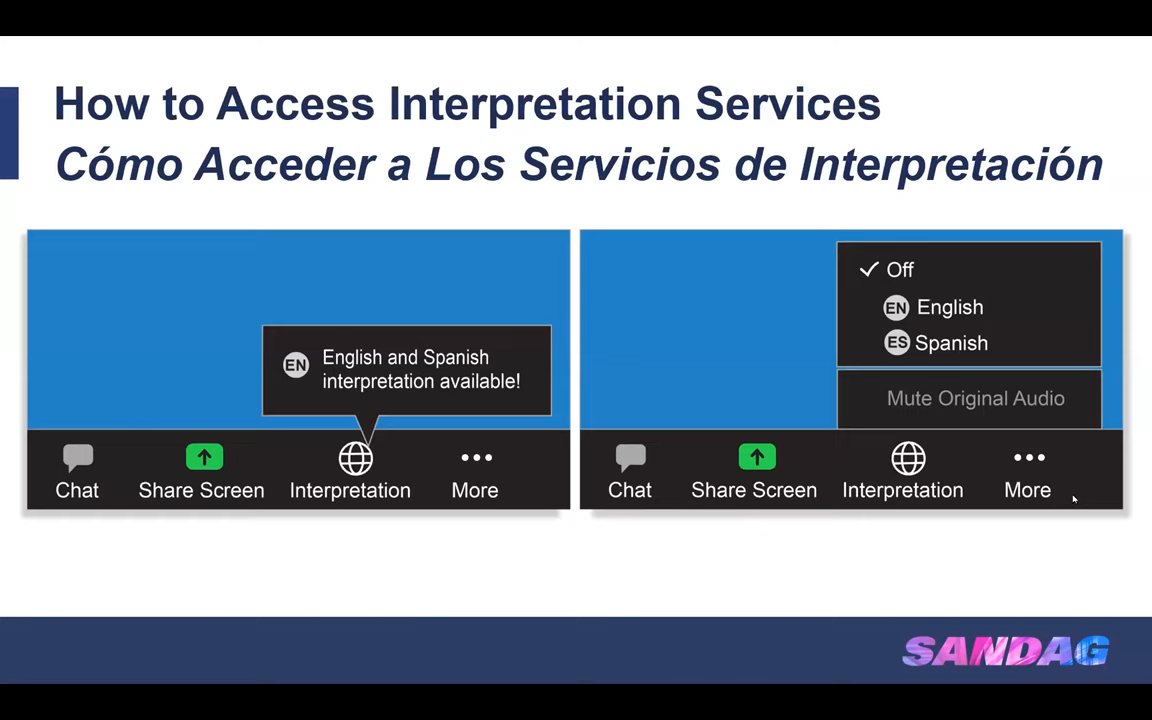 How to Access Interpretation Services
Cómo Acceder a Los Servicios de Interpretación
EN English and Spanish
interpretation available!
Chat Share Screen Interpretation More
Off
EN English
ES Spanish
Mute Original Audio
Chat Share Screen Interpretation More
SANDAG